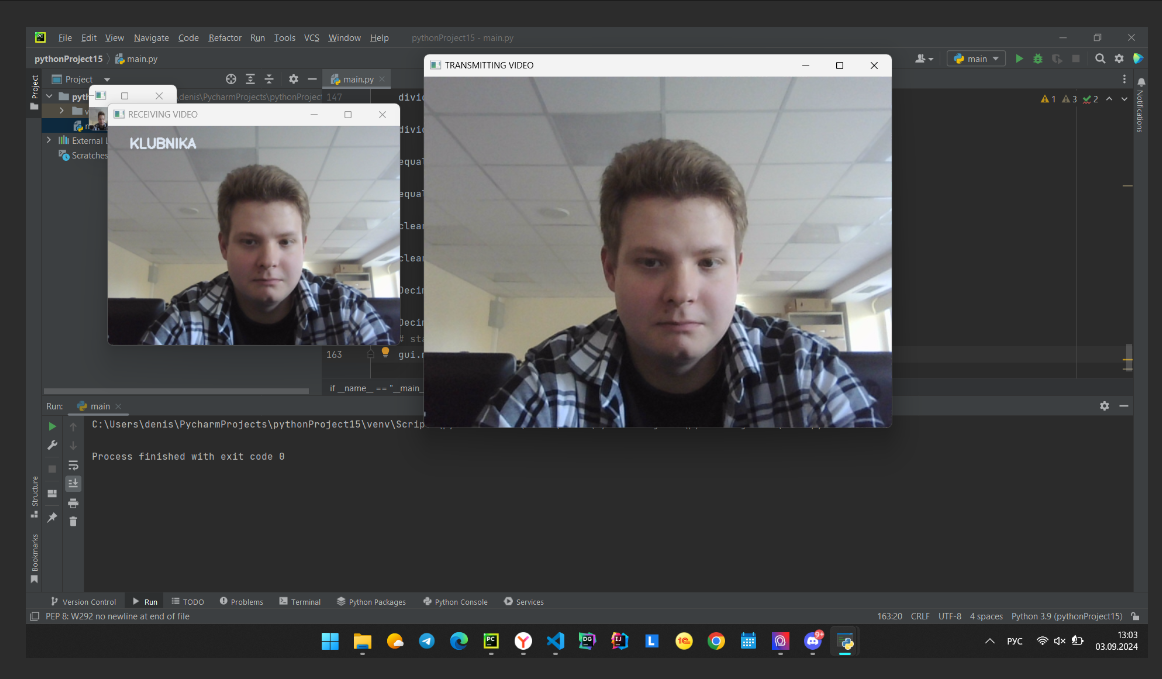 File Edit View Navigate Code Refactor Run Tools VCS Window Help pythonProject15 - main.py
pythonProject15 main.py
main
Project
main.py
TRANSMITTING VIDEO
RECEIVING VIDEO
KLUBNIKA
denis\PycharmProjects\pythonProject
147
1 3 2
External L
Scratches
divi
divi
equa
equa
clea
clea
Deci
Deci
# sta
163
gui.
if __name__ == "__main_
Project
Notifications
Structure
Bookmarks
Run: main
C:\Users\denis\PycharmProjects\pythonProject15\venv\Scrip
Process finished with exit code 0
Version Control Run TODO Problems Terminal Python Packages Python Console Services
PEP 8: W292 no newline at end of file
163:20 CRLF UTF-8 4 spaces Python 3.9 (pythonProject15)
РУС
13:03
03.09.2024